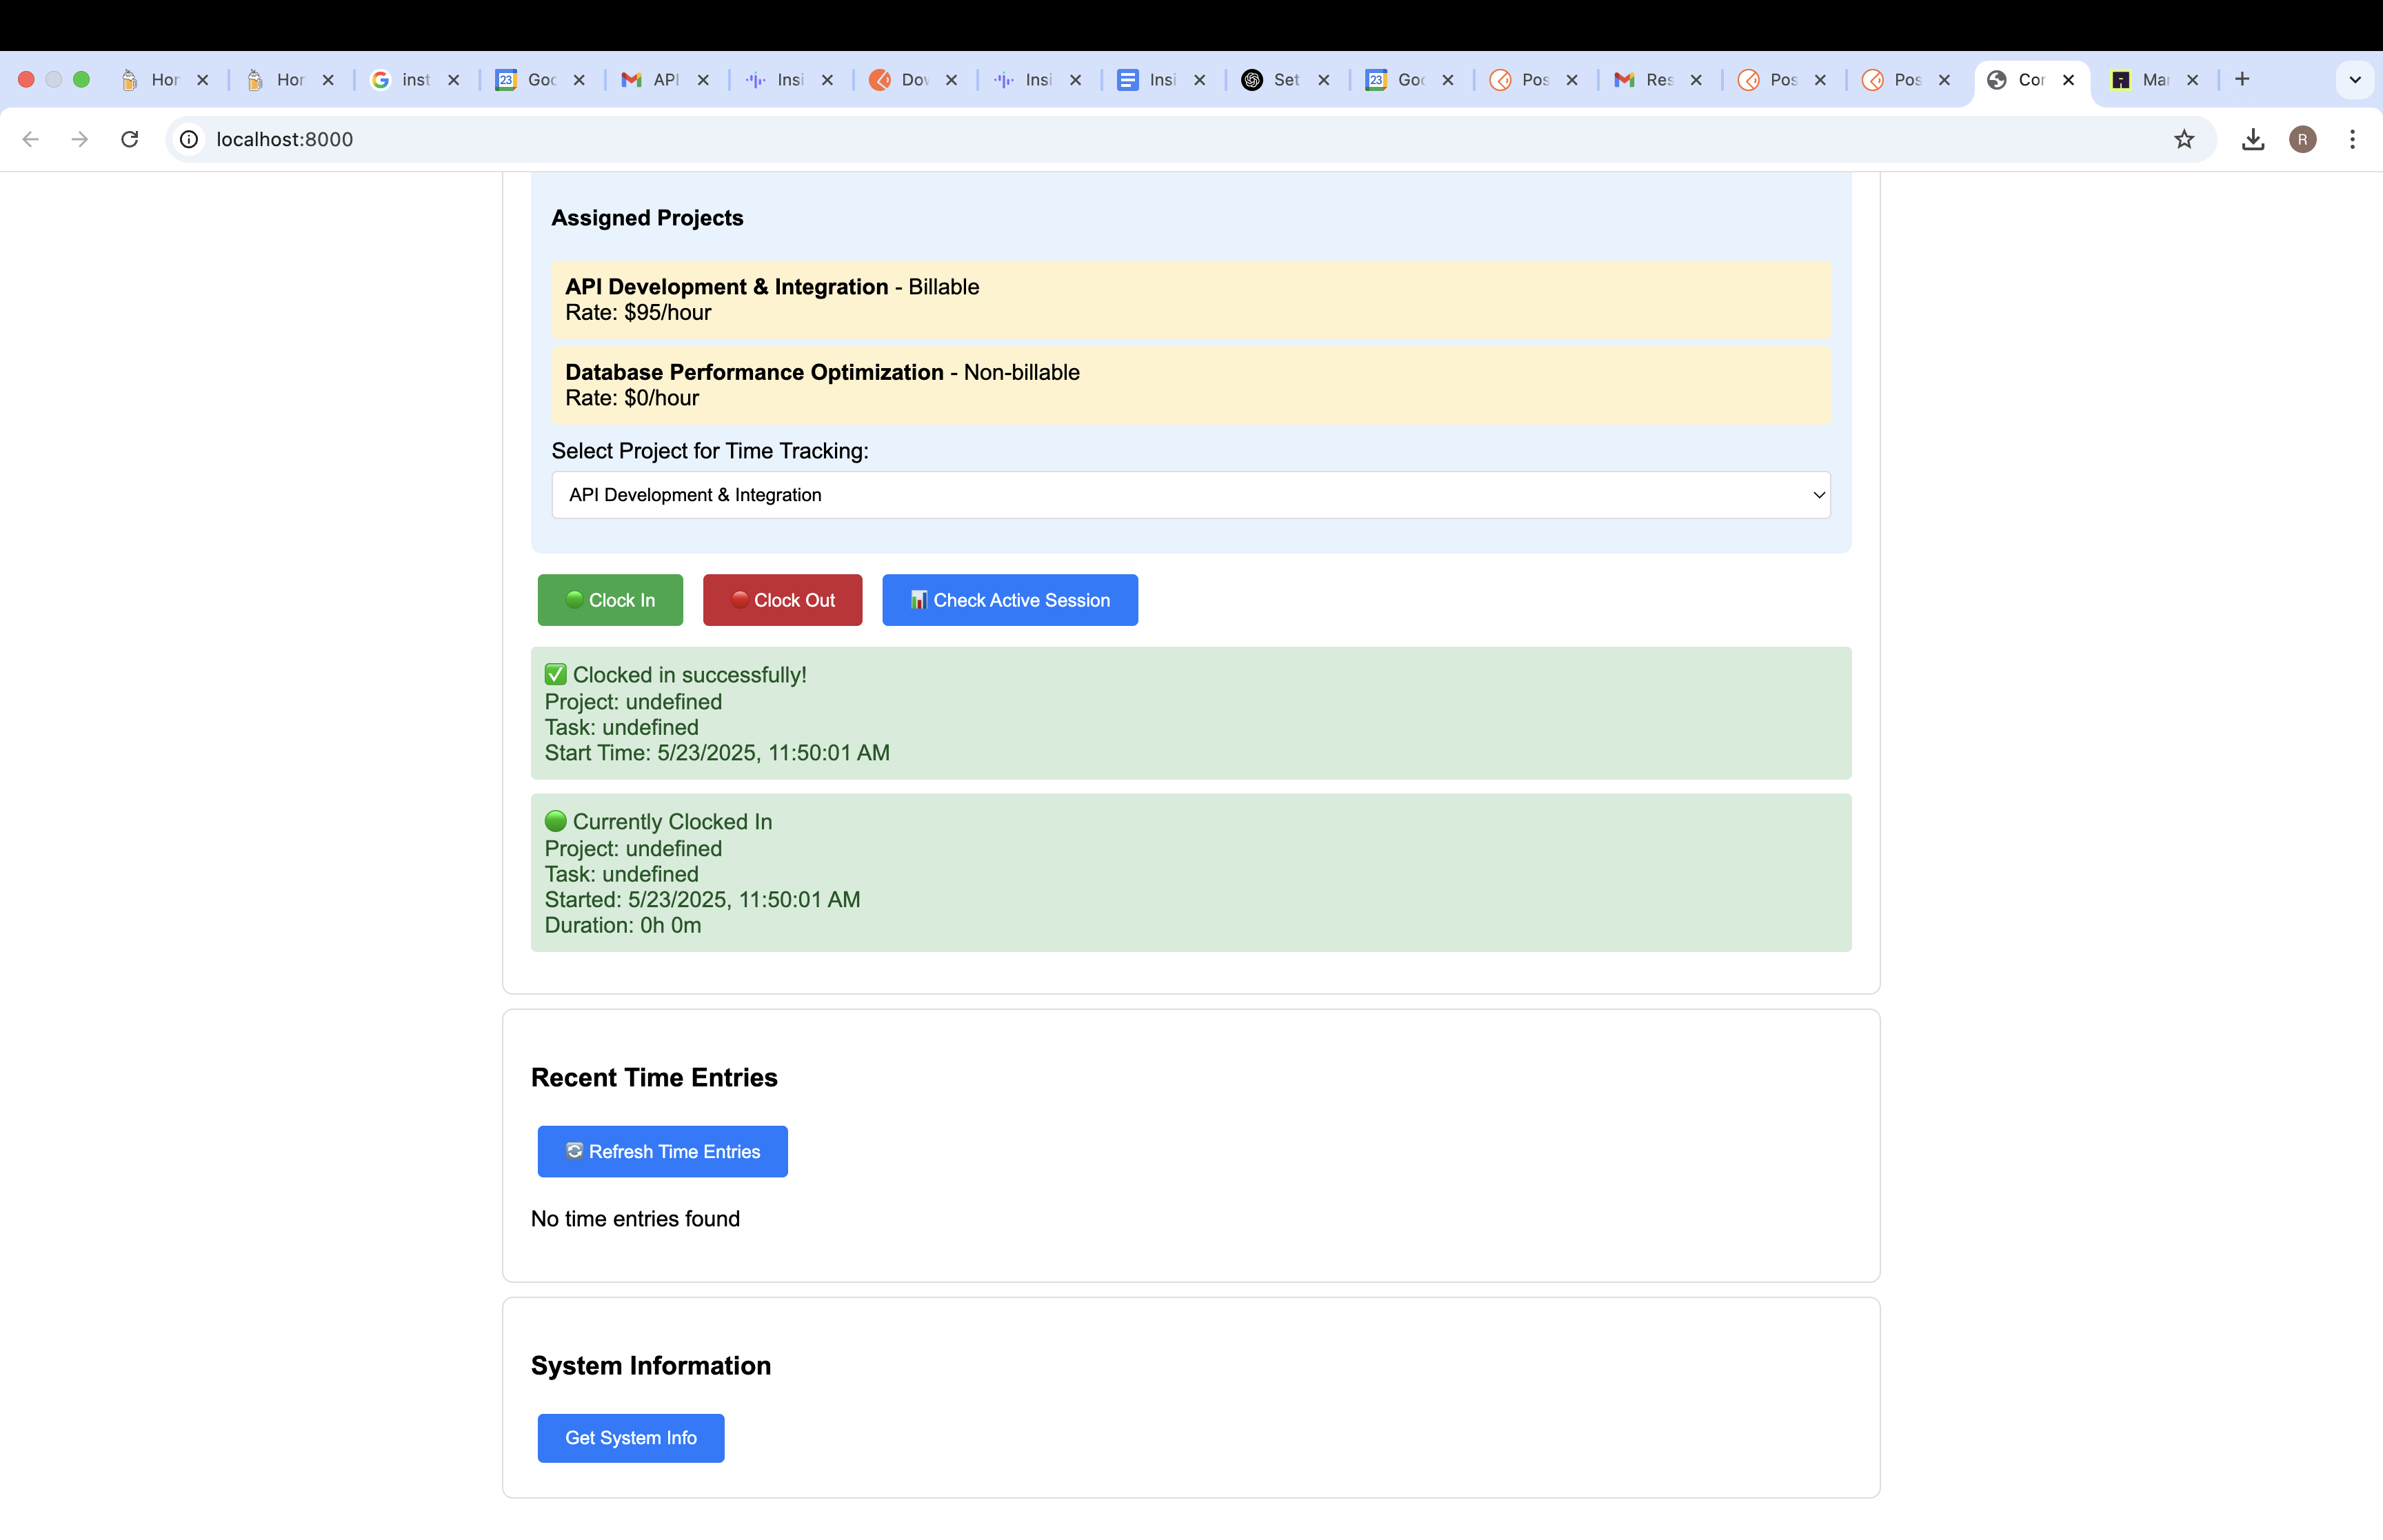 Hor
Hor
inst
23
Goo
API
Insi
Dov
Insi
Insi
Set
23
Goo
Pos
Res
Pos
Pos
Cor
Mar
localhost:8000
R
Assigned Projects
API Development & Integration - Billable
Rate: $95/hour
Database Performance Optimization - Non-billable
Rate: $0/hour
Select Project for Time Tracking:
API Development & Integration
Clock In
Clock Out
Check Active Session
Clocked in successfully!
Project: undefined
Task: undefined
Start Time: 5/23/2025, 11:50:01 AM
Currently Clocked In
Project: undefined
Task: undefined
Started: 5/23/2025, 11:50:01 AM
Duration: 0h 0m
Recent Time Entries
Refresh Time Entries
No time entries found
System Information
Get System Info